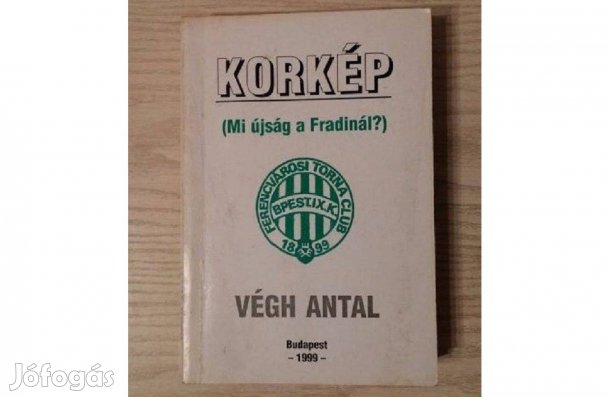 KORKÉP
(Mi újság a Fradinál?)
FERENCVÁROSI TORNA CLUB
BPEST.IX.K.
18 99
VÉGH ANTAL
Budapest
– 1999 –
Jófogás